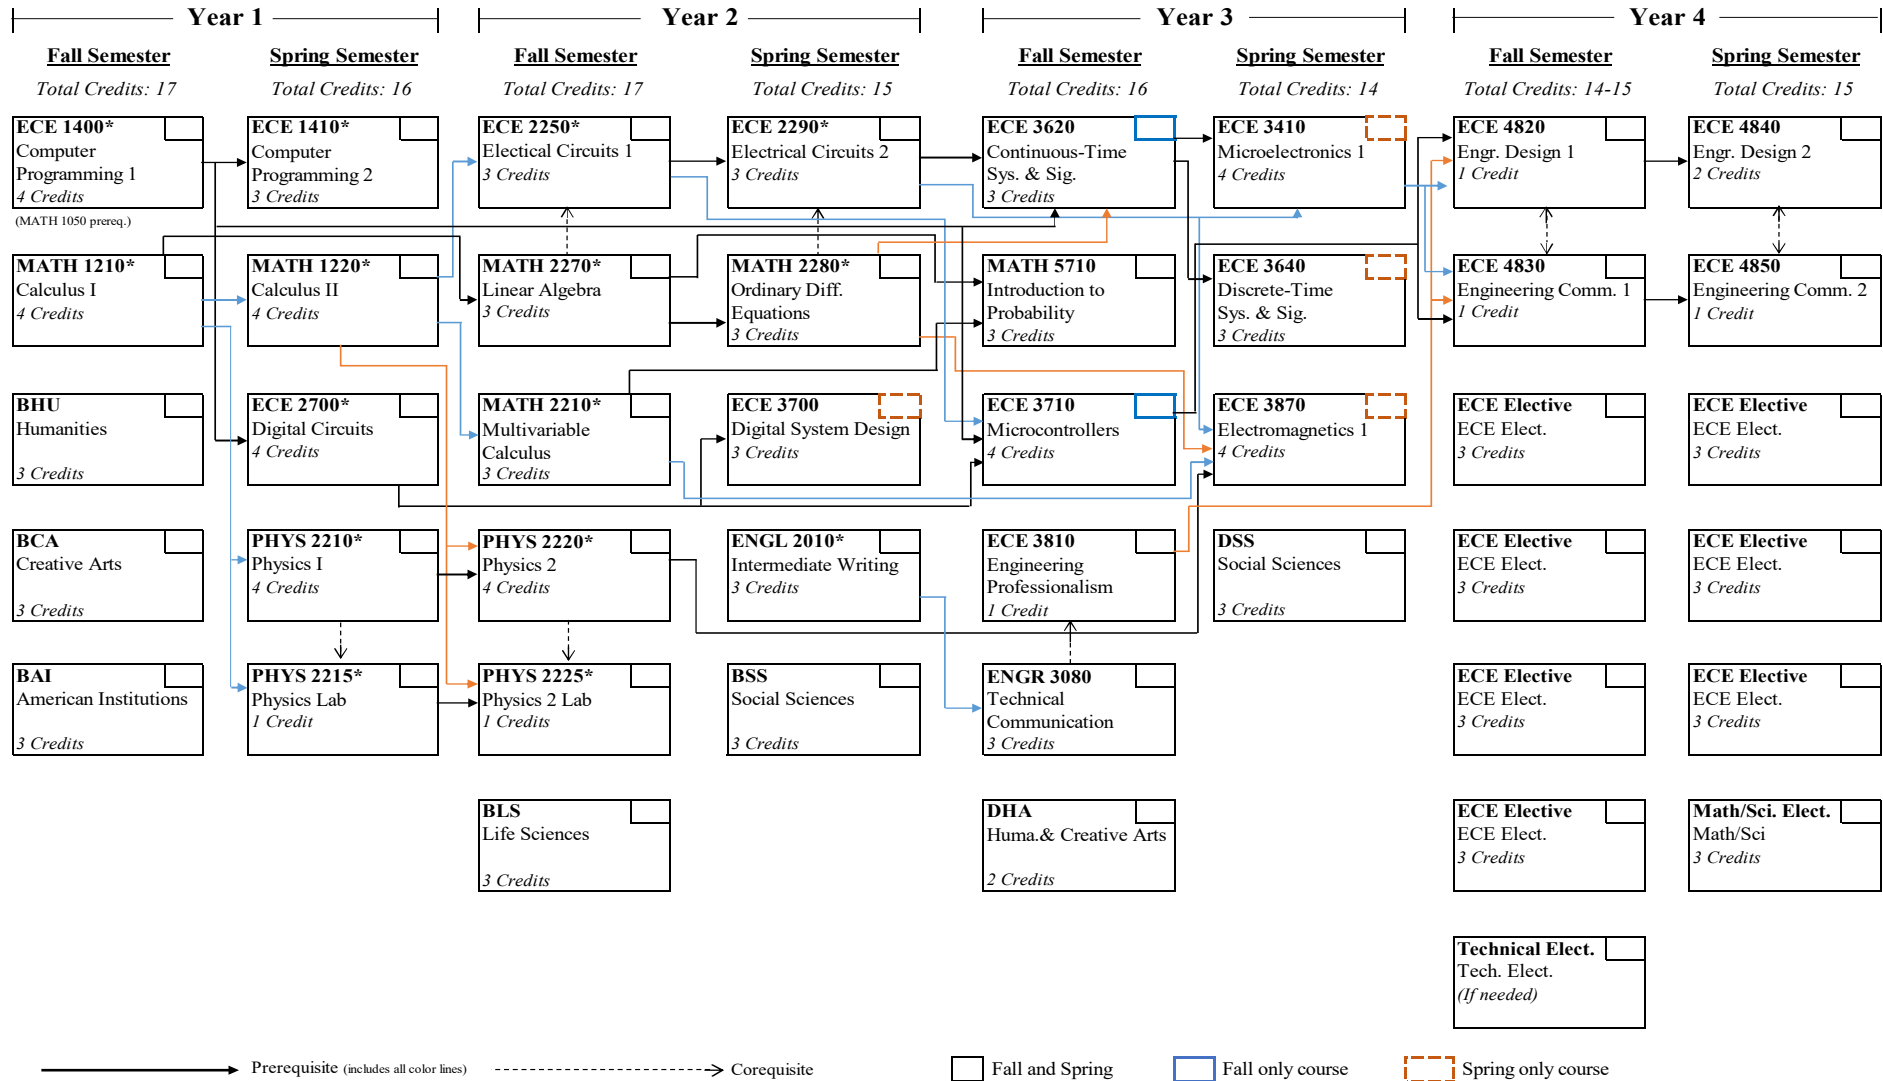 Year 1
Year 2
Year 3
Year 4
Fall Semester
Spring Semester
Fall Semester
Spring Semester
Fall Semester
Spring Semester
Fall Semester
Spring Semester
Total Credits: 17
Total Credits: 16
Total Credits: 17
Total Credits: 15
Total Credits: 16
Total Credits: 14
Total Credits: 14-15
Total Credits: 15
ECE 1400*
Computer
Programming 1
4 Credits
(MATH 1050 prereq.)
ECE 1410*
Computer
Programming 2
3 Credits
ECE 2250*
Electical Circuits 1
3 Credits
ECE 2290*
Electrical Circuits 2
3 Credits
ECE 3620
Continuous-Time
Sys. & Sig.
3 Credits
ECE 3410
Microelectronics 1
4 Credits
ECE 4820
Engr. Design 1
1 Credit
ECE 4840
Engr. Design 2
2 Credits
MATH 1210*
Calculus I
4 Credits
MATH 1220*
Calculus II
4 Credits
MATH 2270*
Linear Algebra
3 Credits
MATH 2280*
Ordinary Diff.
Equations
3 Credits
MATH 5710
Introduction to
Probability
3 Credits
ECE 3640
Discrete-Time
Sys. & Sig.
3 Credits
ECE 4830
Engineering Comm. 1
1 Credit
ECE 4850
Engineering Comm. 2
1 Credit
BHU
Humanities
3 Credits
ECE 2700*
Digital Circuits
4 Credits
MATH 2210*
Multivariable
Calculus
3 Credits
ECE 3700
Digital System Design
3 Credits
ECE 3710
Microcontrollers
4 Credits
ECE 3870
Electromagnetics 1
4 Credits
ECE Elective
ECE Elect.
3 Credits
ECE Elective
ECE Elect.
3 Credits
BCA
Creative Arts
3 Credits
PHYS 2210*
Physics I
4 Credits
PHYS 2220*
Physics 2
4 Credits
ENGL 2010*
Intermediate Writing
3 Credits
ECE 3810
Engineering
Professionalism
1 Credit
DSS
Social Sciences
3 Credits
ECE Elective
ECE Elect.
3 Credits
ECE Elective
ECE Elect.
3 Credits
BAI
American Institutions
3 Credits
PHYS 2215*
Physics Lab
1 Credit
PHYS 2225*
Physics 2 Lab
1 Credits
BSS
Social Sciences
3 Credits
ENGR 3080
Technical
Communication
3 Credits
ECE Elective
ECE Elect.
3 Credits
ECE Elective
ECE Elect.
3 Credits
BLS
Life Sciences
3 Credits
DHA
Huma.& Creative Arts
2 Credits
ECE Elective
ECE Elect.
3 Credits
Math/Sci. Elect.
Math/Sci
3 Credits
Technical Elect.
Tech. Elect.
(If needed)
Prerequisite (includes all color lines)
Corequisite
Fall and Spring
Fall only course
Spring only course